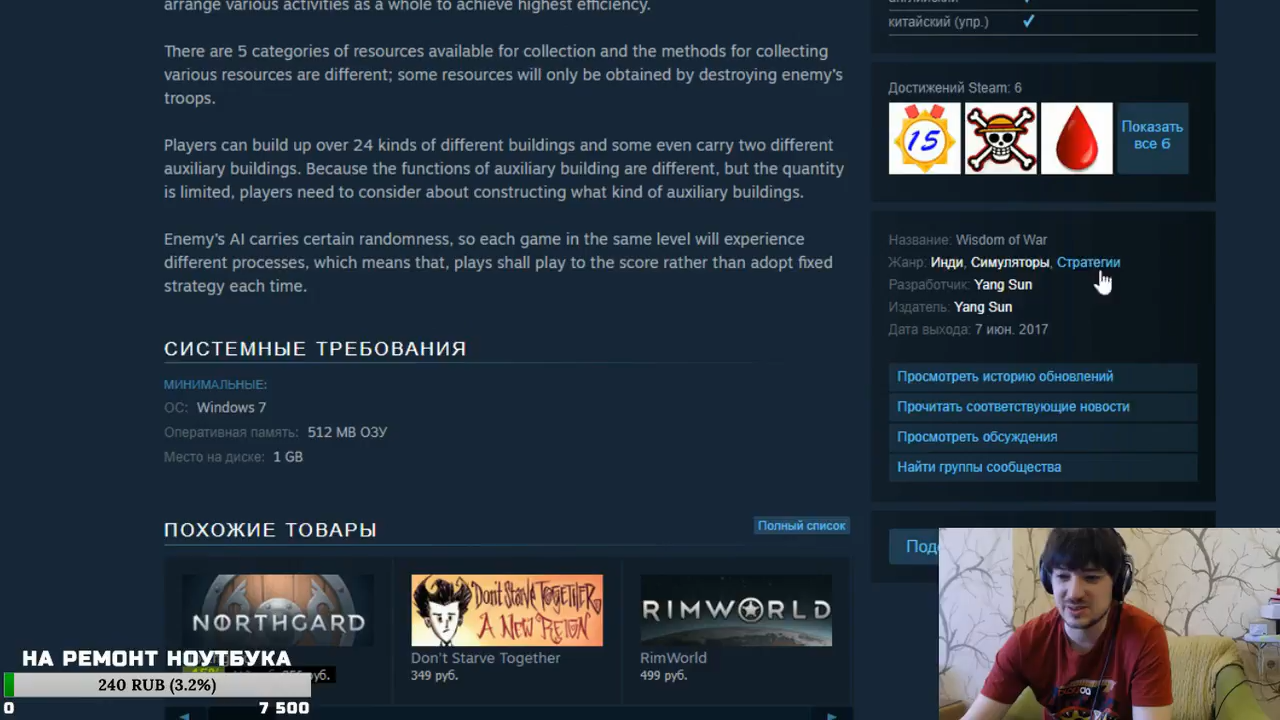 arrange various activities as a whole to achieve highest efficiency.
There are 5 categories of resources available for collection and the methods for collecting
various resources are different; some resources will only be obtained by destroying enemy's
troops.
Players can build up over 24 kinds of different buildings and some even carry two different
auxiliary buildings. Because the functions of auxiliary building are different, but the quantity
is limited, players need to consider about constructing what kind of auxiliary buildings.
Enemy's AI carries certain randomness, so each game in the same level will experience
different processes, which means that, plays shall play to the score rather than adopt fixed
strategy each time.
СИСТЕМНЫЕ ТРЕБОВАНИЯ
МИНИМАЛЬНЫЕ:
ОС: Windows 7
Оперативная память: 512 MB ОЗУ
Место на диске: 1 GB
ПОХОЖИЕ ТОВАРЫ
Полный список
NORTHGARD
DON'T STARVE TOGETHER
A NEW REIGN
RIMWORLD
Don't Starve Together
349 руб.
RimWorld
499 руб.
английский
китайский (упр.)
Достижений Steam: 6
15
Показать
все 6
Название: Wisdom of War
Жанр: Инди, Симуляторы, Стратегии
Разработчик: Yang Sun
Издатель: Yang Sun
Дата выхода: 7 июн. 2017
Просмотреть историю обновлений
Прочитать соответствующие новости
Просмотреть обсуждения
Найти группы сообщества
НА РЕМОНТ НОУТБУКА
240 RUB (3.2%)
0
7 500